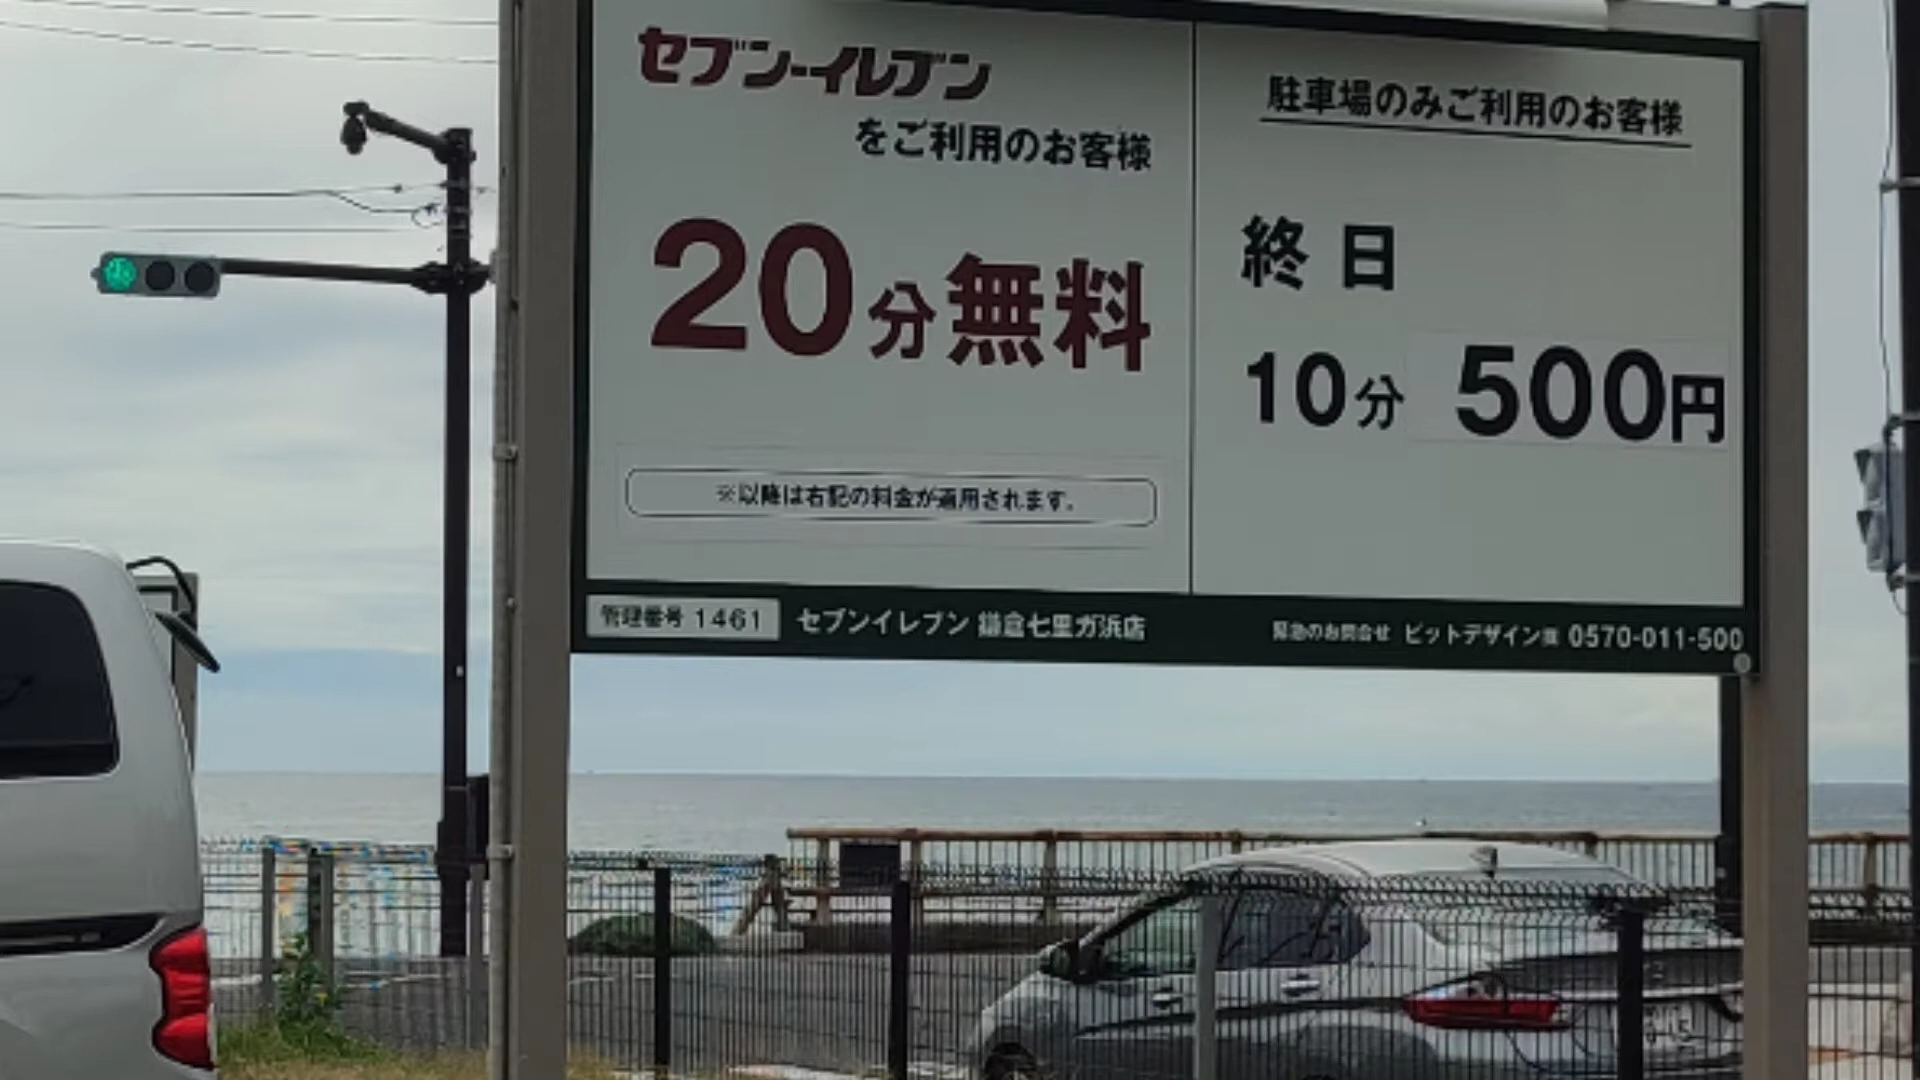 セブン-イレブン
をご利用のお客様
20分無料
※以降は右記の料金が適用されます。
駐車場のみご利用のお客様
終日
10分 500円
管理番号 1461 セブンイレブン 鎌倉七里ガ浜店
緊急のお問合せ ピットデザイン㈱ 0570-011-500